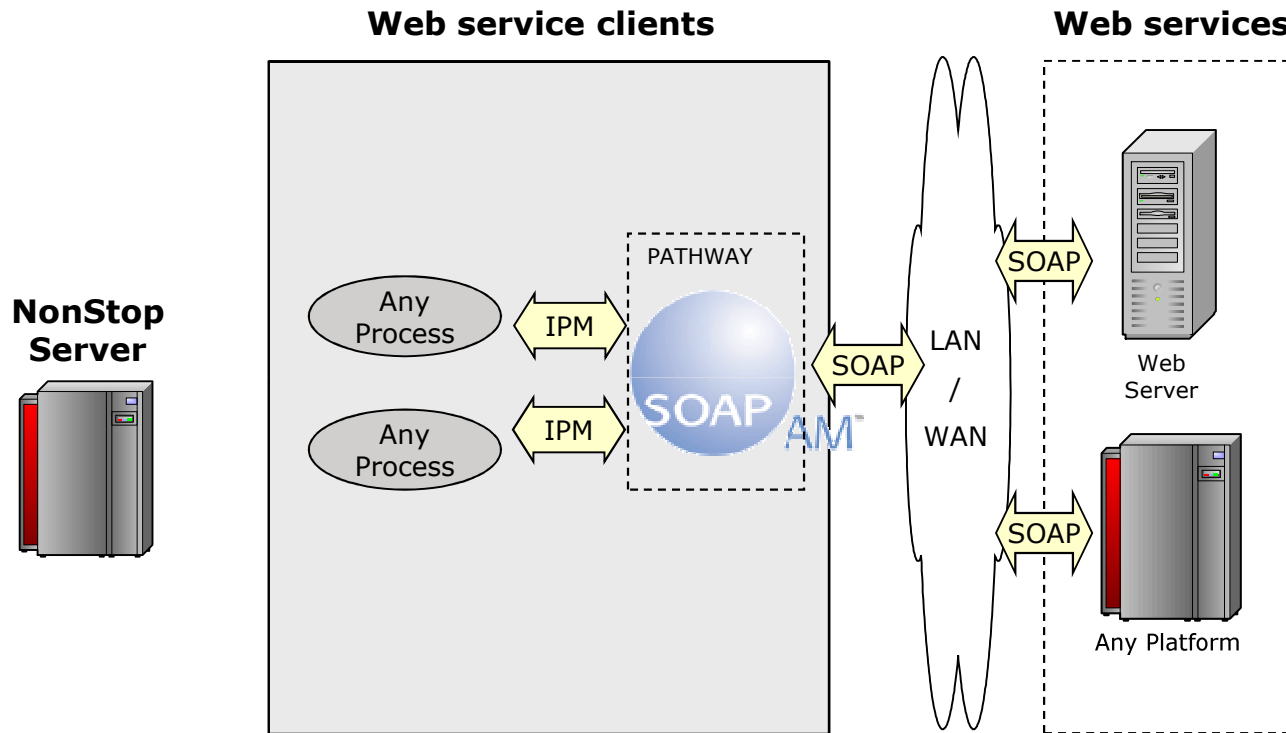 Web service clients
Web services
NonStop
Server
PATHWAY
Any
Process
IPM
SOAP
AM™
SOAP
LAN
/
WAN
SOAP
Web
Server
Any
Process
IPM
SOAP
Any Platform